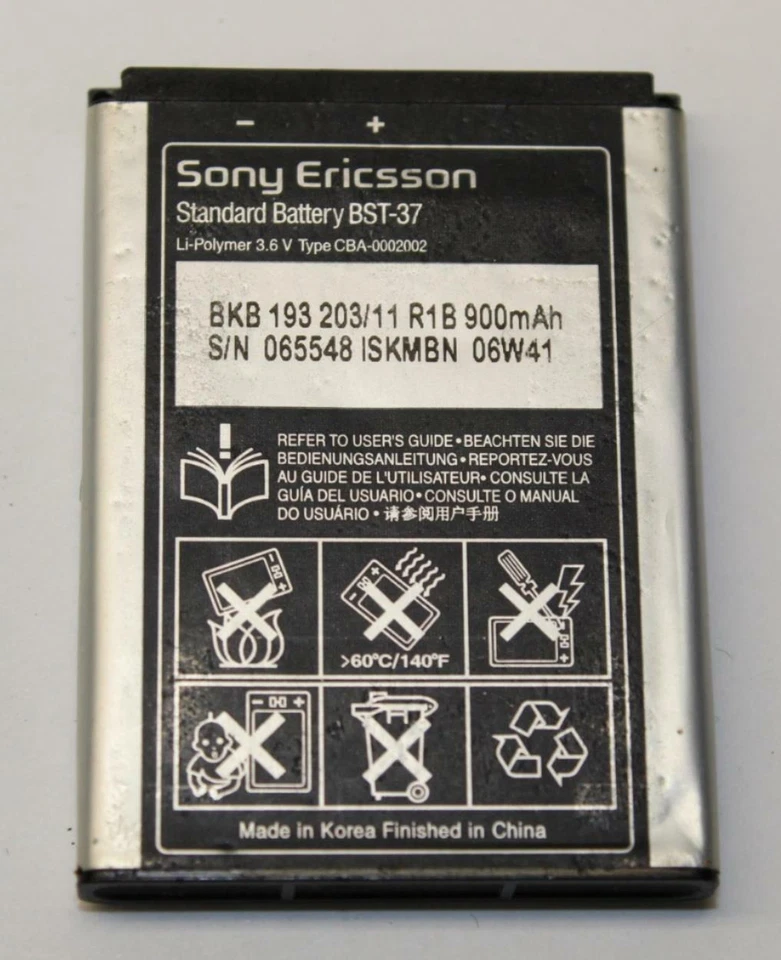 - +
Sony Ericsson
Standard Battery BST-37
Li-Polymer 3.6 V Type CBA-0002002
BKB 193 203/11 R1B 900mAh
S/N 065548 ISKMBN 06W41
REFER TO USER'S GUIDE•BEACHTEN SIE DIE
BEDIENUNGSANLEITUNG•REPORTEZ-VOUS
AU GUIDE DE L'UTILISATEUR•CONSULTE LA
GUÍA DEL USUARIO•CONSULTE O MANUAL
DO USUÁRIO•请参阅用户手册
>60°C/140°F
Made in Korea Finished in China